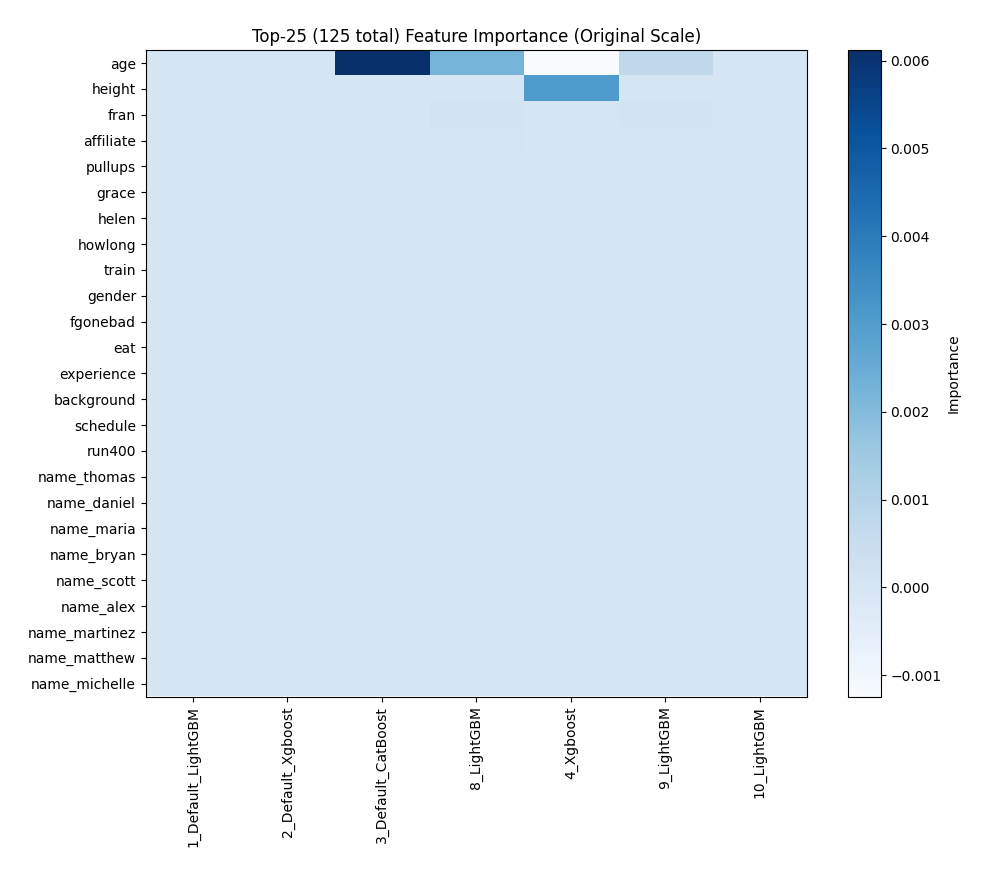 Top-25 (125 total) Feature Importance (Original Scale)
age
height
fran
affiliate
pullups
grace
helen
howlong
train
gender
fgonebad
eat
experience
background
schedule
run400
name_thomas
name_daniel
name_maria
name_bryan
name_scott
name_alex
name_martinez
name_matthew
name_michelle
1_Default_LightGBM
2_Default_Xgboost
3_Default_CatBoost
8_LightGBM
4_Xgboost
9_LightGBM
10_LightGBM
0.006
0.005
0.004
0.003
0.002
0.001
0.000
−0.001
Importance